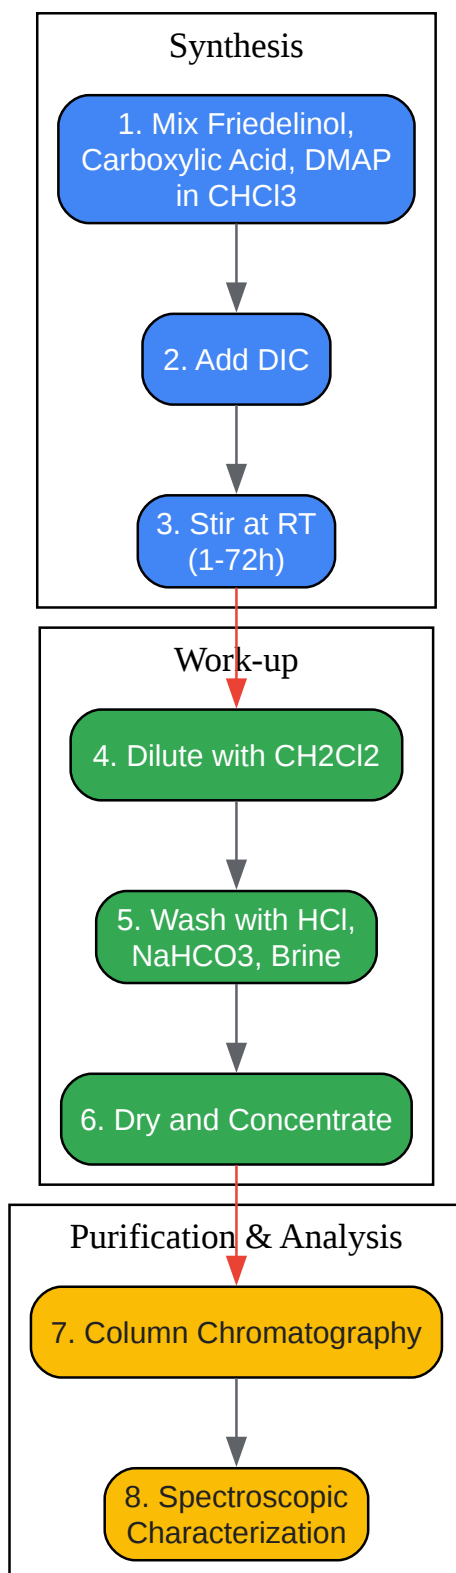 Synthesis
1. Mix Friedelinol,
Carboxylic Acid, DMAP
in CHCl3
2. Add DIC
3. Stir at RT
(1-72h)
Work-up
4. Dilute with CH2Cl2
5. Wash with HCl,
NaHCO3, Brine
6. Dry and Concentrate
Purification & Analysis
7. Column Chromatography
8. Spectroscopic
Characterization